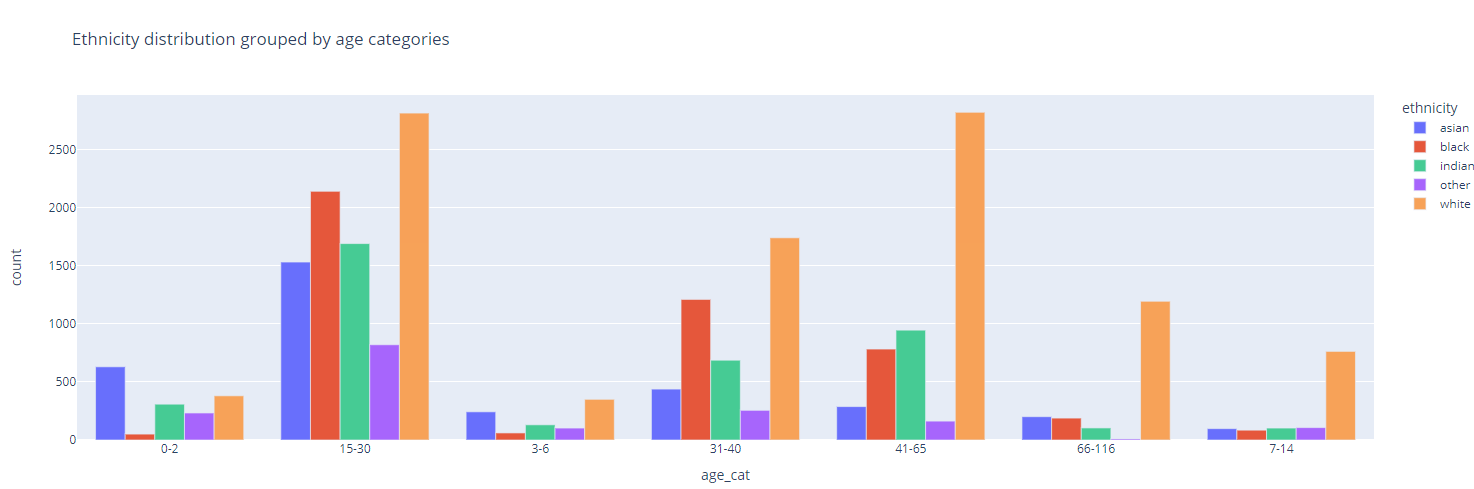 Ethnicity distribution grouped by age categories
ethnicity
asian
black
indian
other
white
2500
2000
1500
1000
500
0
count
0-2 15-30 3-6 31-40 41-65 66-116 7-14
age_cat